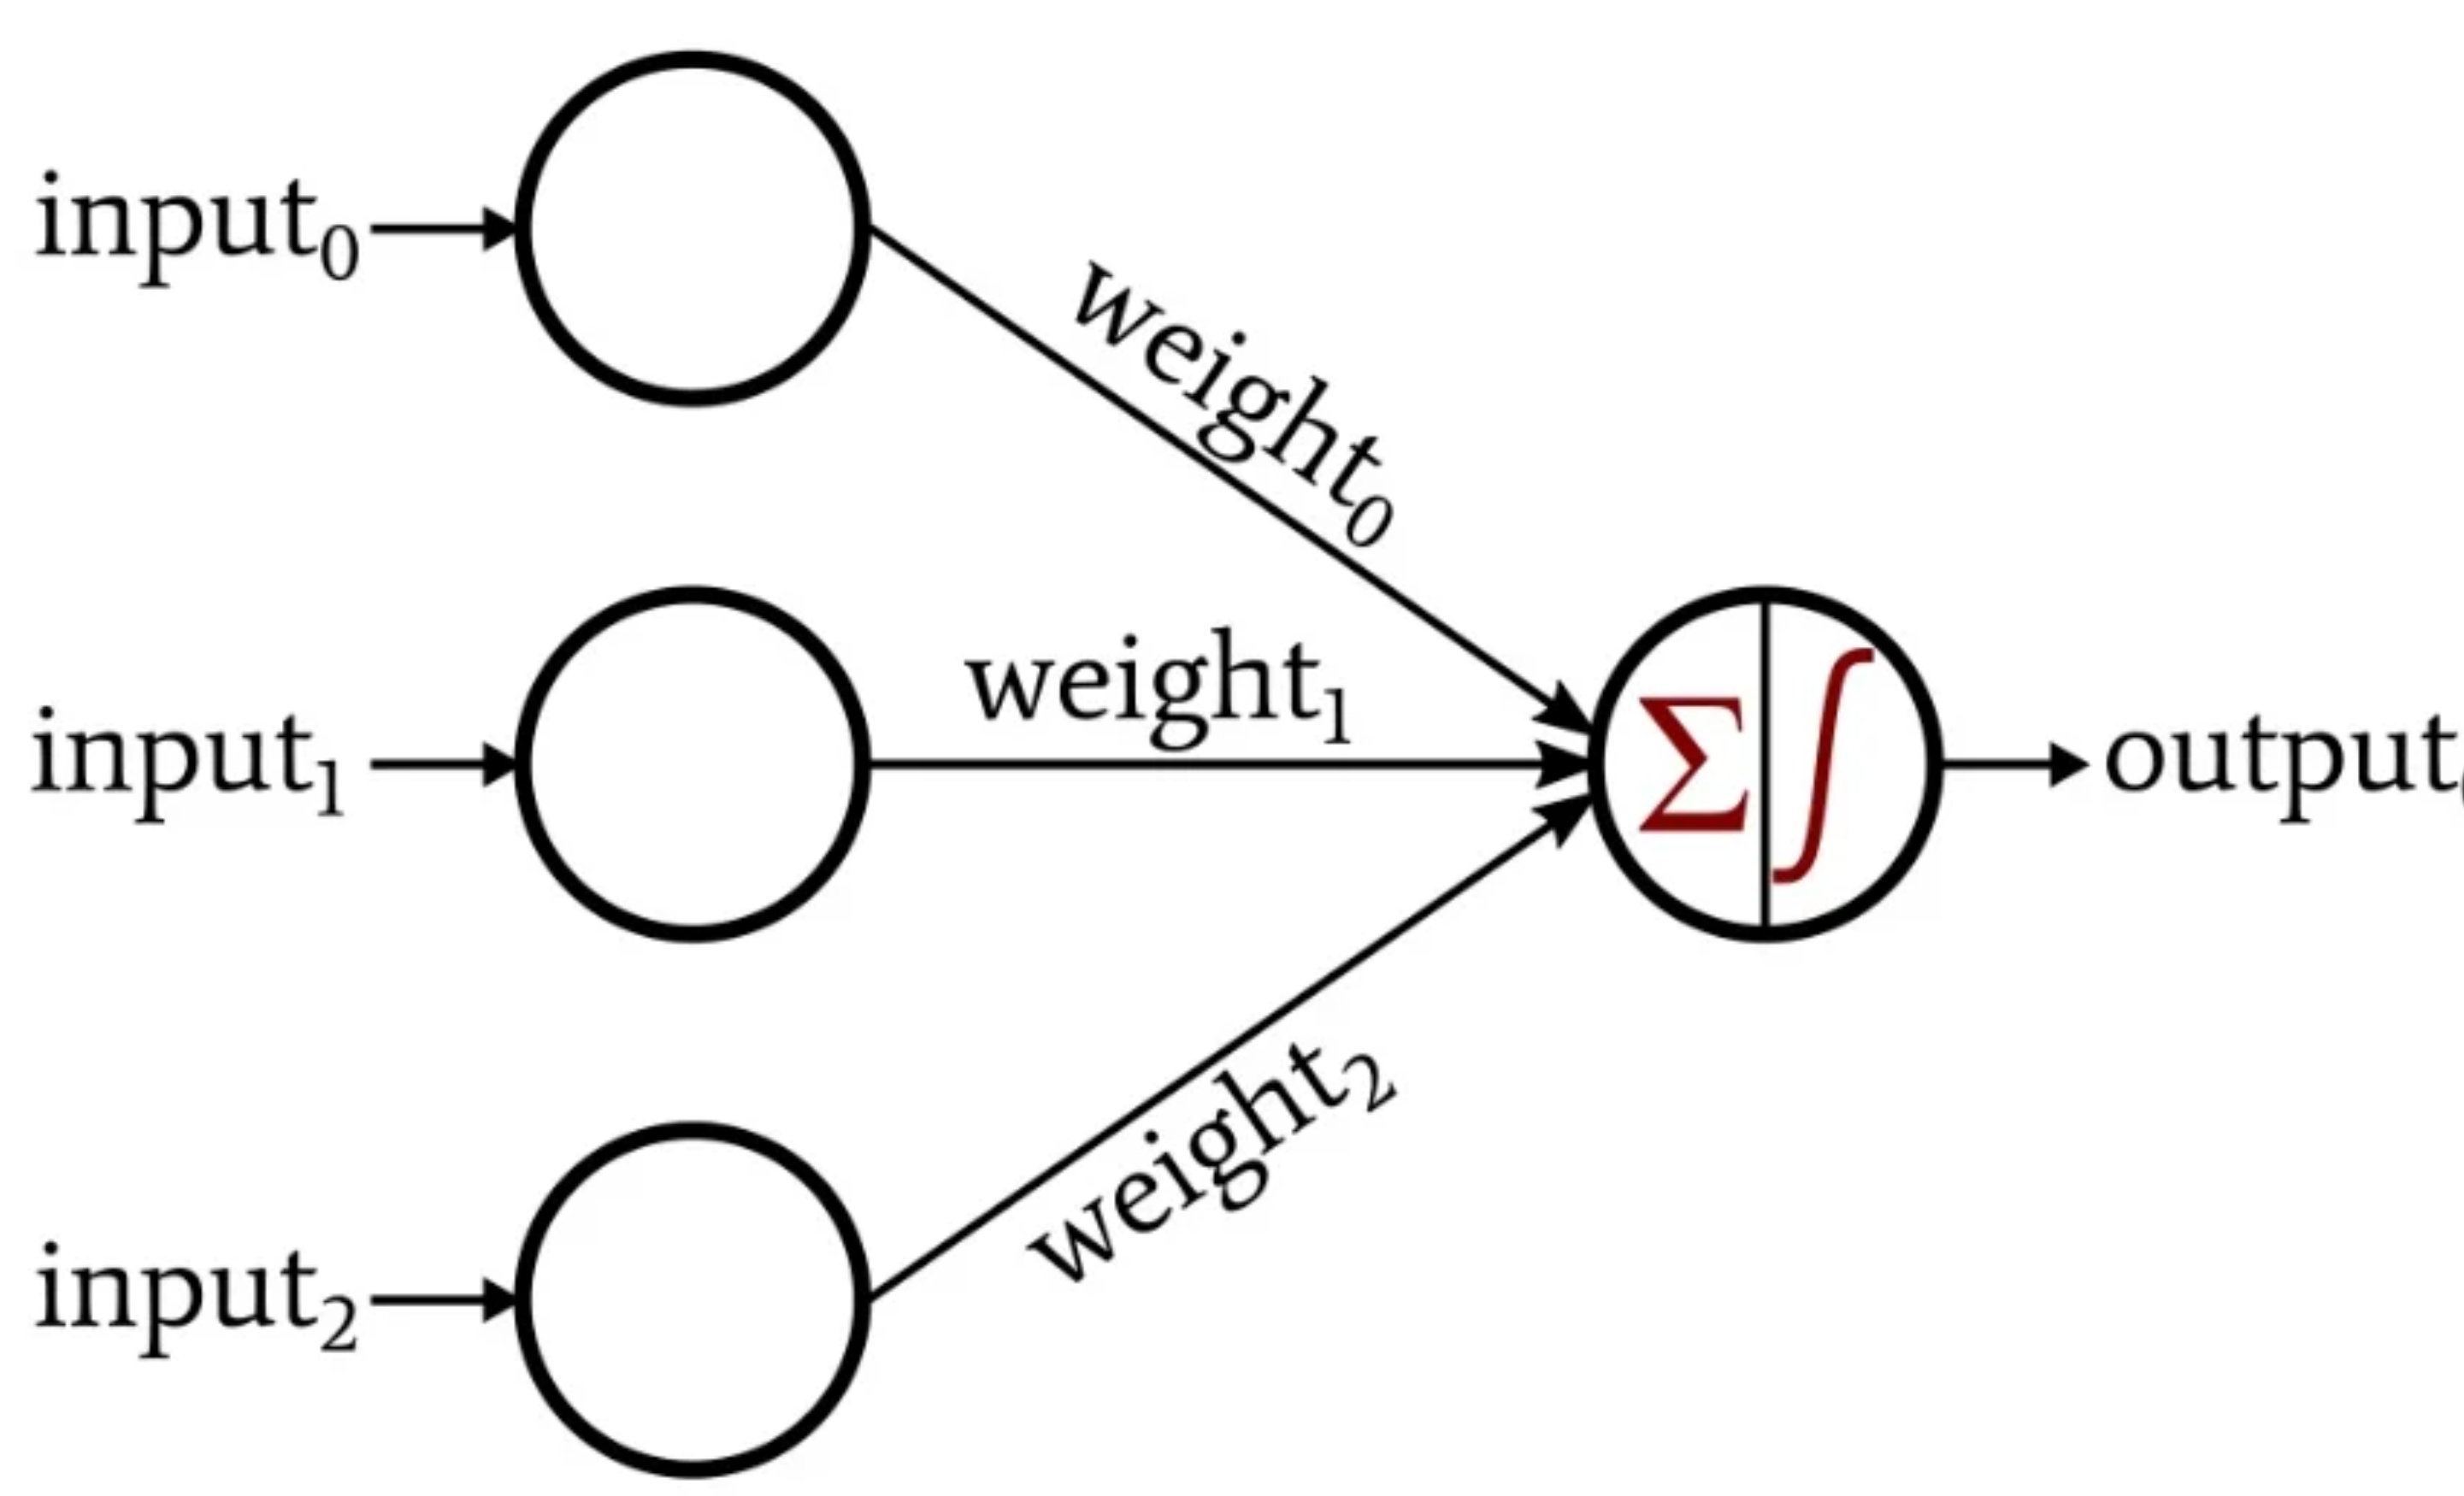 input₀
weight₀
input₁
weight₁
Σ ∫
output
input₂
weight₂